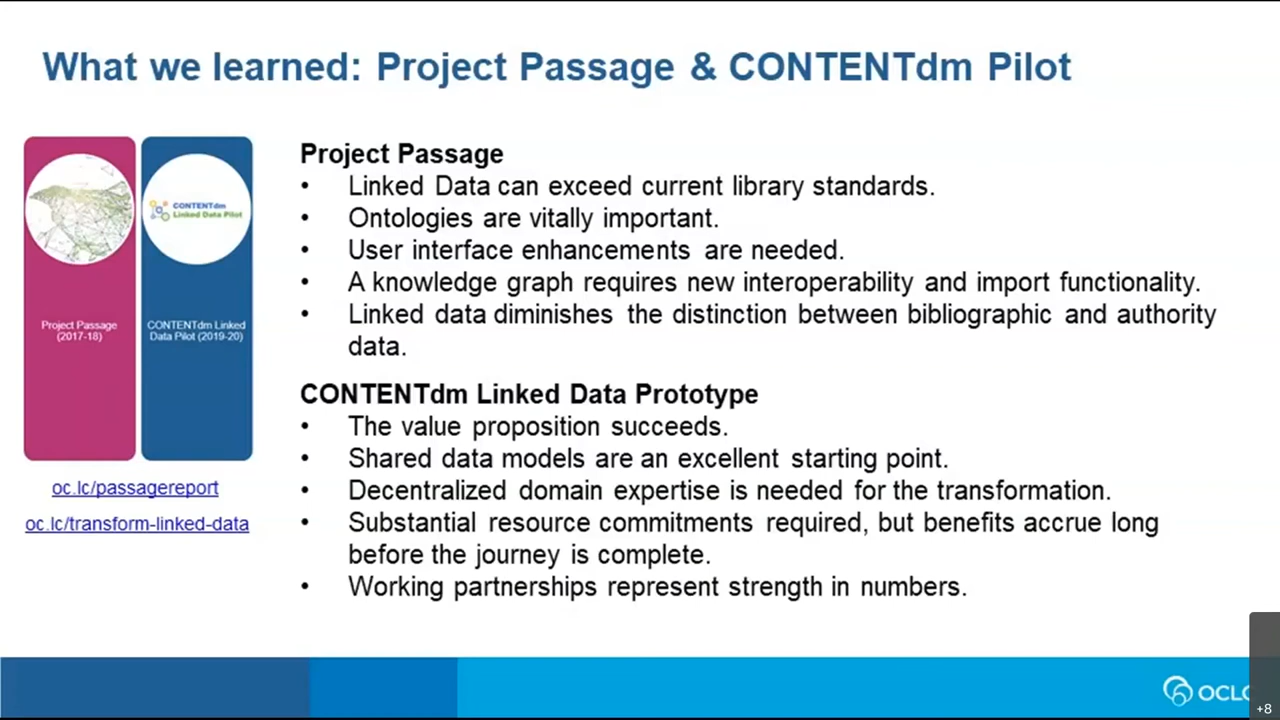 What we learned: Project Passage & CONTENTdm Pilot
CONTENTdm
Linked Data Pilot
Project Passage
(2017-18)
CONTENTdm Linked
Data Pilot (2019-20)
oc.lc/passagereport
oc.lc/transform-linked-data
Project Passage
• Linked Data can exceed current library standards.
• Ontologies are vitally important.
• User interface enhancements are needed.
• A knowledge graph requires new interoperability and import functionality.
• Linked data diminishes the distinction between bibliographic and authority
data.
CONTENTdm Linked Data Prototype
• The value proposition succeeds.
• Shared data models are an excellent starting point.
• Decentralized domain expertise is needed for the transformation.
• Substantial resource commitments required, but benefits accrue long
before the journey is complete.
• Working partnerships represent strength in numbers.
OCLC
+8